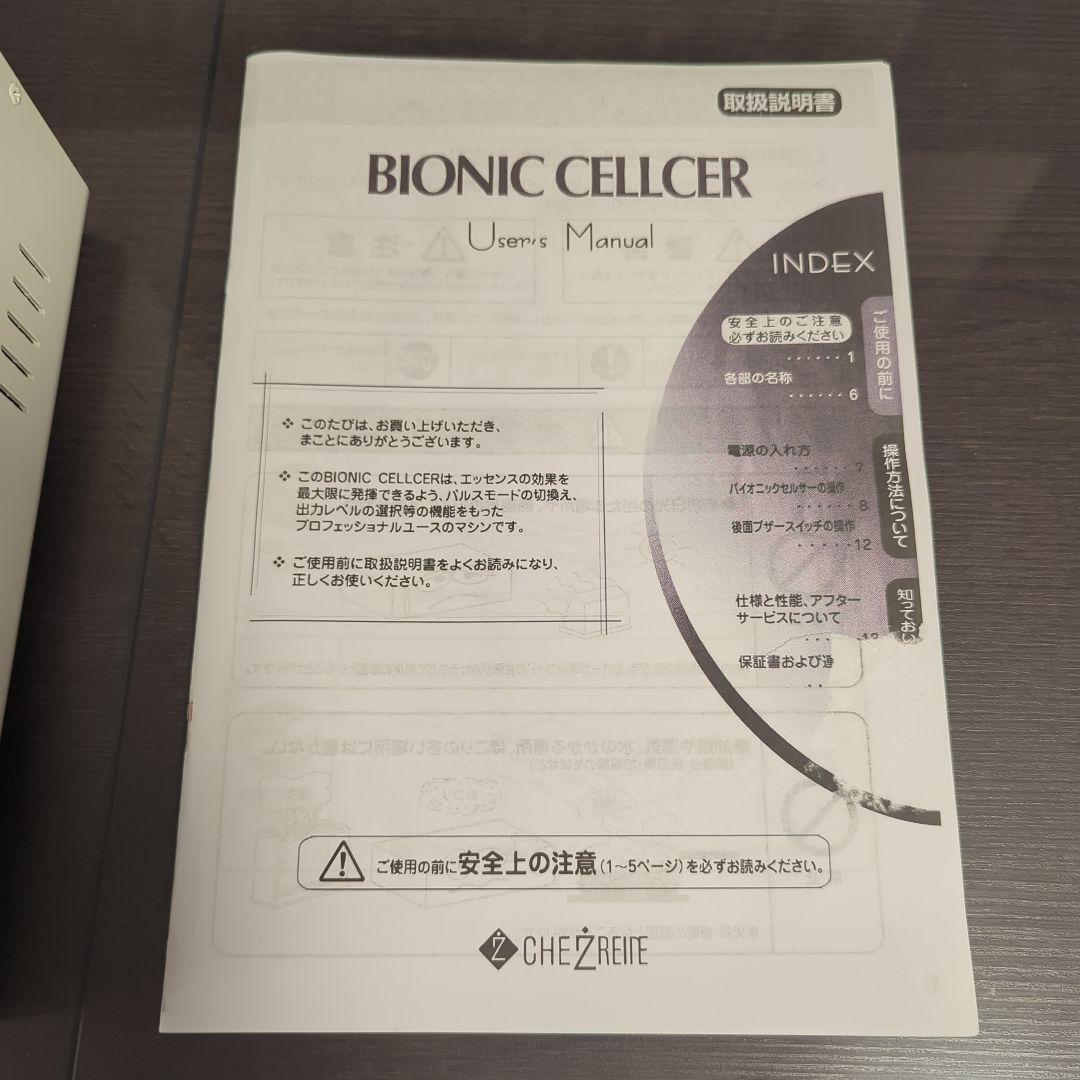 取扱説明書
BIONIC CELLCER
User's Manual
INDEX
ご使用の前に
安全上のご注意
必ずお読みください
・・・・・・1
各部の名称
・・・・・・6
操作方法について
電源の入れ方
・・・・・・7
バイオニックセルサーの操作
・・・・・・8
後面ブザースイッチの操作
・・・・・12
知っておい
仕様と性能、アフター
サービスについて
保証書および
❖ このたびは、お買い上げいただき、
まことにありがとうございます。
❖ このBIONIC CELLCERは、エッセンスの効果を
最大限に発揮できるよう、パルスモードの切換え、
出力レベルの選択等の機能をもった
プロフェッショナルユースのマシンです。
❖ ご使用前に取扱説明書をよくお読みになり、
正しくお使いください。
ご使用の前に安全上の注意(1～5ページ)を必ずお読みください。
CHEZREINE